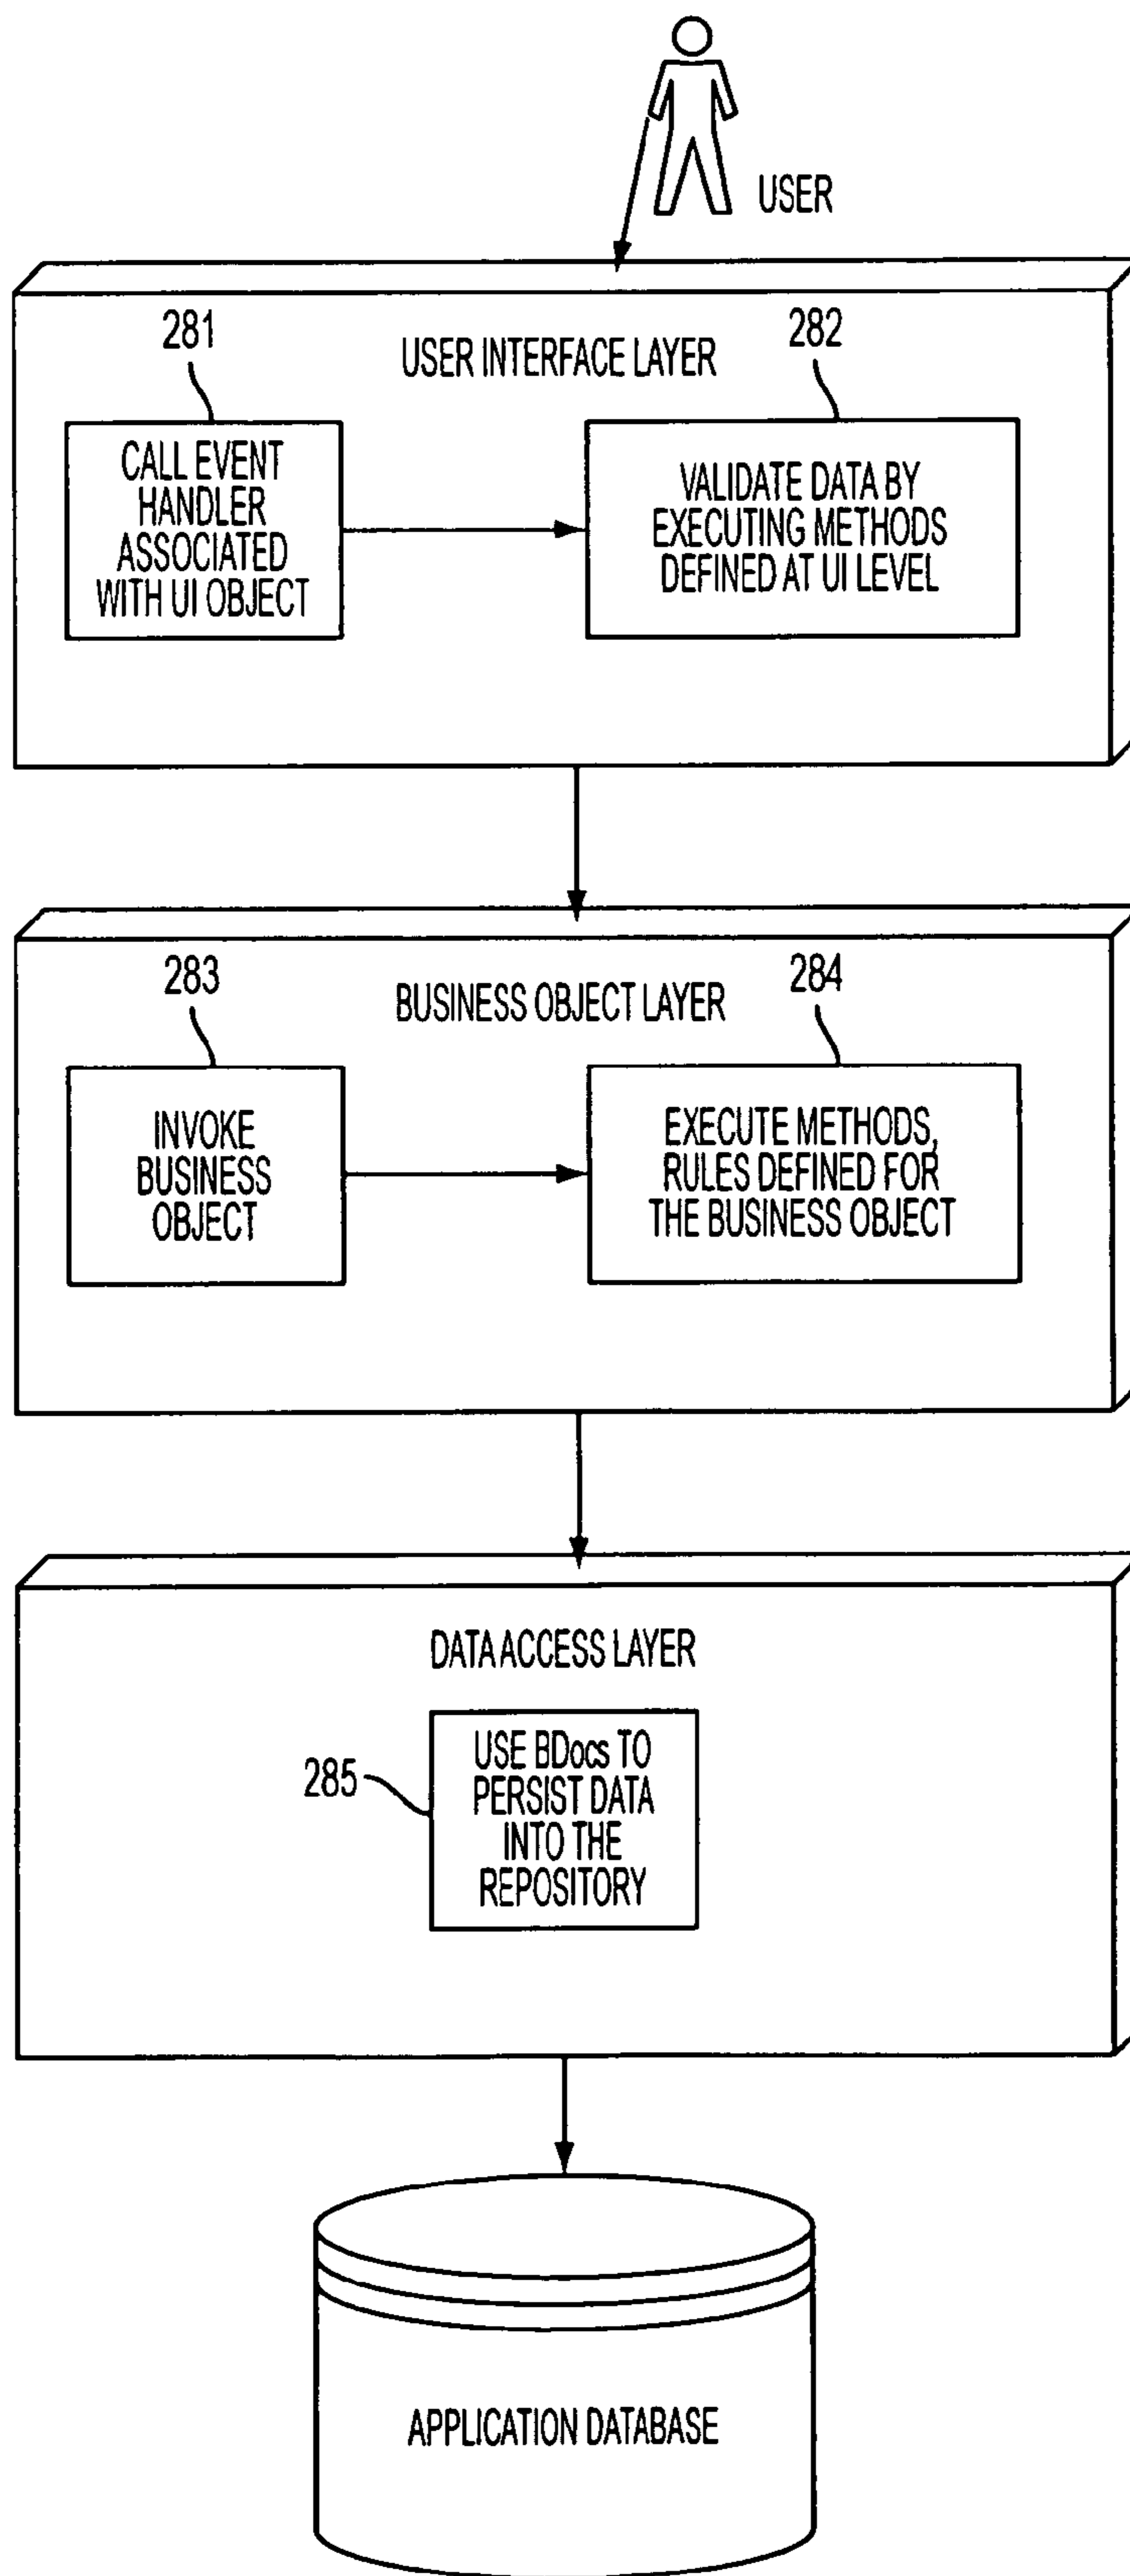 USER
281
282
USER INTERFACE LAYER
CALL EVENT
HANDLER
ASSOCIATED
WITH UI OBJECT
VALIDATE DATA BY
EXECUTING METHODS
DEFINED AT UI LEVEL
283
284
BUSINESS OBJECT LAYER
INVOKE
BUSINESS
OBJECT
EXECUTE METHODS,
RULES DEFINED FOR
THE BUSINESS OBJECT
DATA ACCESS LAYER
285
USE BDocs TO
PERSIST DATA
INTO THE
REPOSITORY
APPLICATION DATABASE